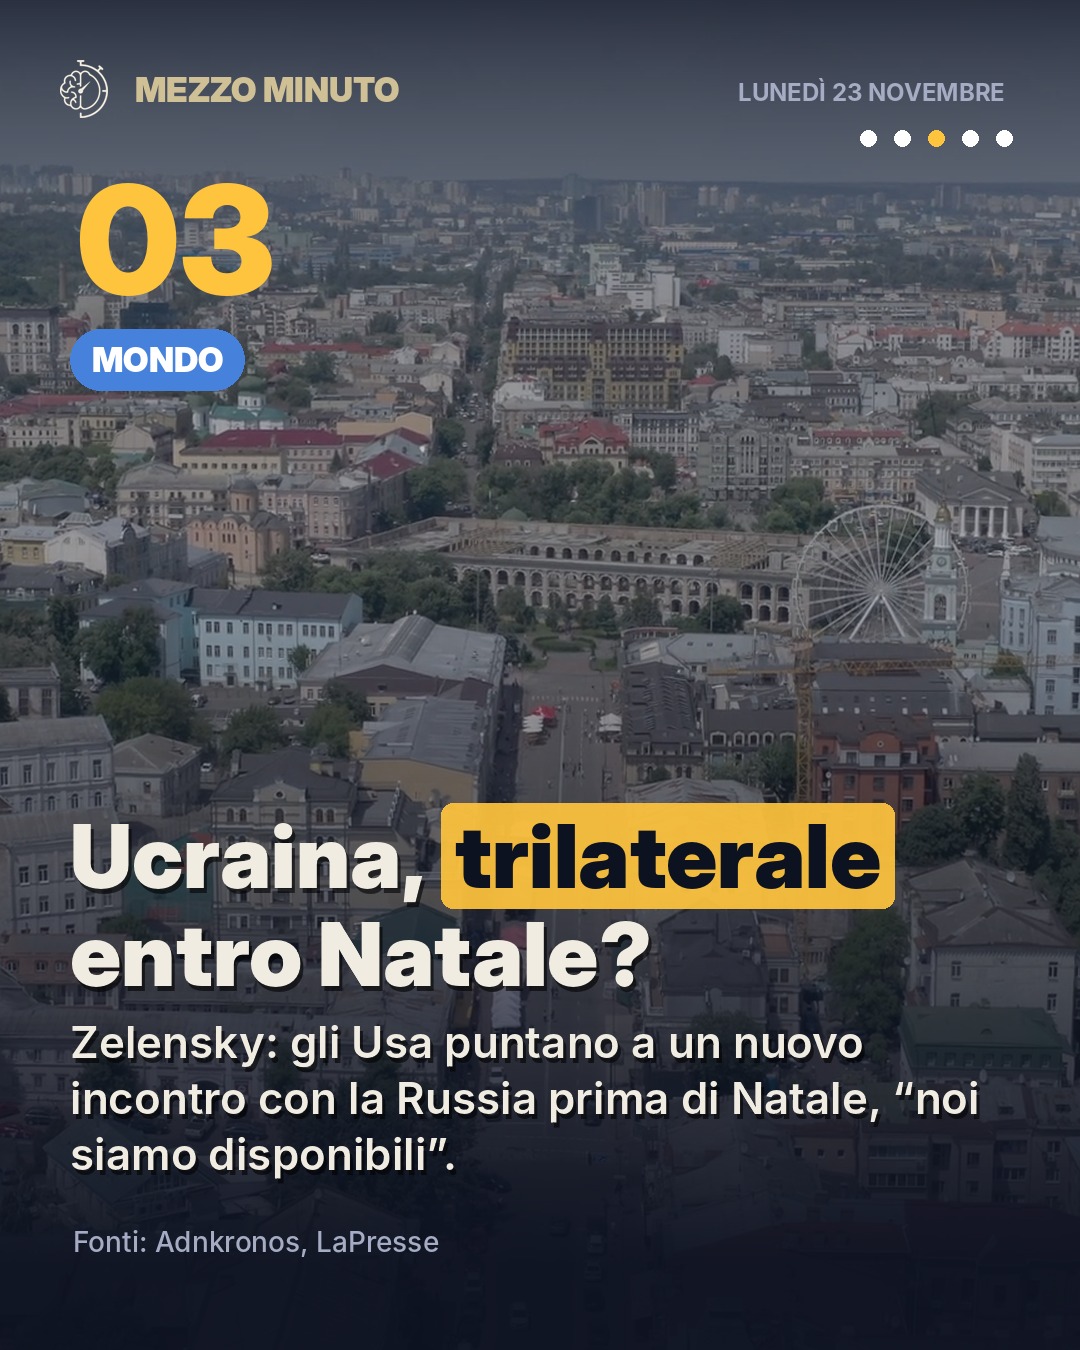 MEZZO MINUTO
LUNEDÌ 23 NOVEMBRE
03
MONDO
Ucraina, trilaterale
entro Natale?
Zelensky: gli Usa puntano a un nuovo
incontro con la Russia prima di Natale, “noi
siamo disponibili”.
Fonti: Adnkronos, LaPresse